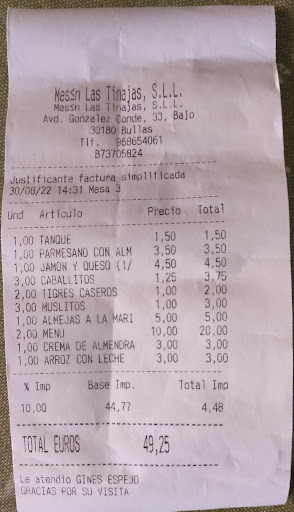 Mesón Las Tinajas, S.L.L.
Mesón Las Tinajas, S.L.L.
Avd. Gonzalez Conde, 33, Bajo
30180 Bullas
Tlf. 968654061
B73705824
Justificante factura simplificada
30/08/22 14:31 Mesa 3
Und Artículo Precio Total
1,00 TANQUE 1,50 1,50
1,00 PARMESANO CON ALM 3,50 3,50
1,00 JAMON Y QUESO (1/ 4,50 4,50
3,00 CABALLITOS 1,25 3,75
2,00 TIGRES CASEROS 1,00 2,00
3,00 MUSLITOS 1,00 3,00
1,00 ALMEJAS A LA MARI 5,00 5,00
2,00 MENU 10,00 20,00
1,00 CREMA DE ALMENDRA 3,00 3,00
1,00 ARROZ CON LECHE 3,00 3,00
% Imp Base Imp. Total Imp
10,00 44,77 4,48
TOTAL EUROS 49,25
Le atendio GINES ESPEJO
GRACIAS POR SU VISITA